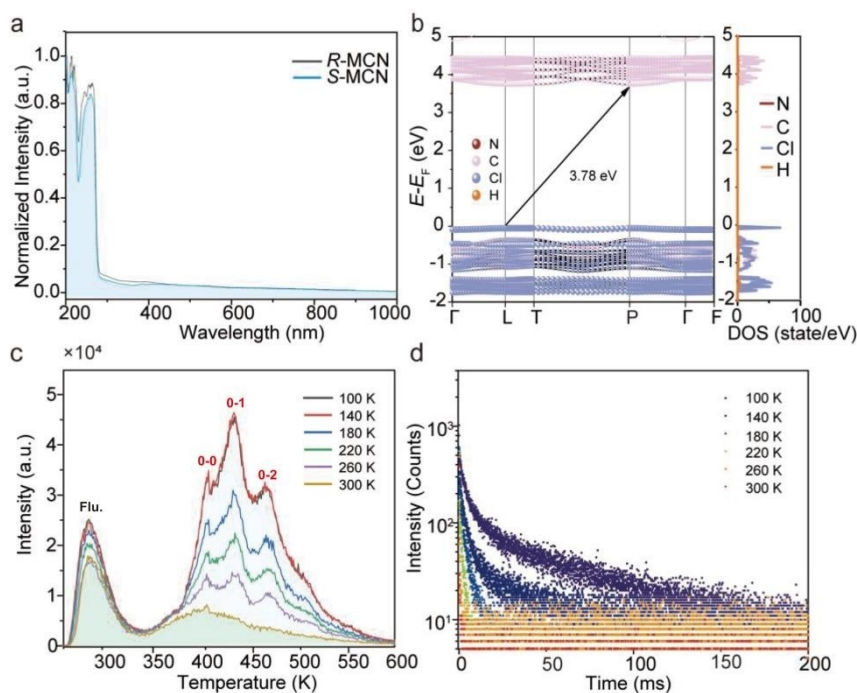 a
Normalized Intensity (a.u.)
1.0
0.8
0.6
0.4
0.2
0.0
R-MCN
S-MCN
200 400 600 800 1000
Wavelength (nm)
b
E-E_F (eV)
5
4
3
2
1
0
-1
-2
N
C
Cl
H
3.78 eV
Γ L T P Γ F
5
4
3
2
1
0
-1
-2
N
C
Cl
H
0 100
DOS (state/eV)
c
×10⁴
Intensity (a.u.)
5
4
3
2
1
0
Flu.
0-0
0-1
0-2
100 K
140 K
180 K
220 K
260 K
300 K
300 350 400 450 500 550 600
Temperature (K)
d
Intensity (Counts)
10³
10²
10¹
100 K
140 K
180 K
220 K
260 K
300 K
0 50 100 150 200
Time (ms)